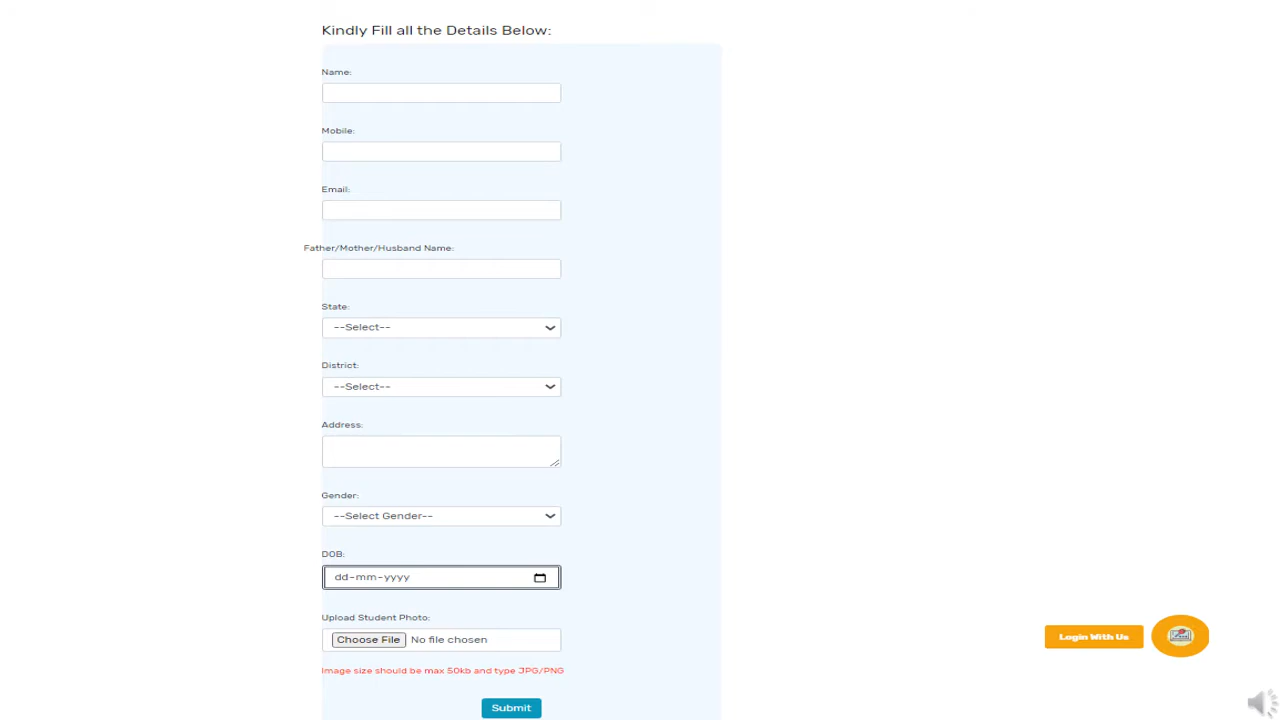 Kindly Fill all the Details Below:
Name:
Mobile:
Email:
Father/Mother/Husband Name:
State:
--Select--
District:
--Select--
Address:
Gender:
--Select Gender--
DOB:
dd-mm-yyyy
Upload Student Photo:
Choose File No file chosen
Login With Us
Image size should be max 50kb and type JPG/PNG
Submit